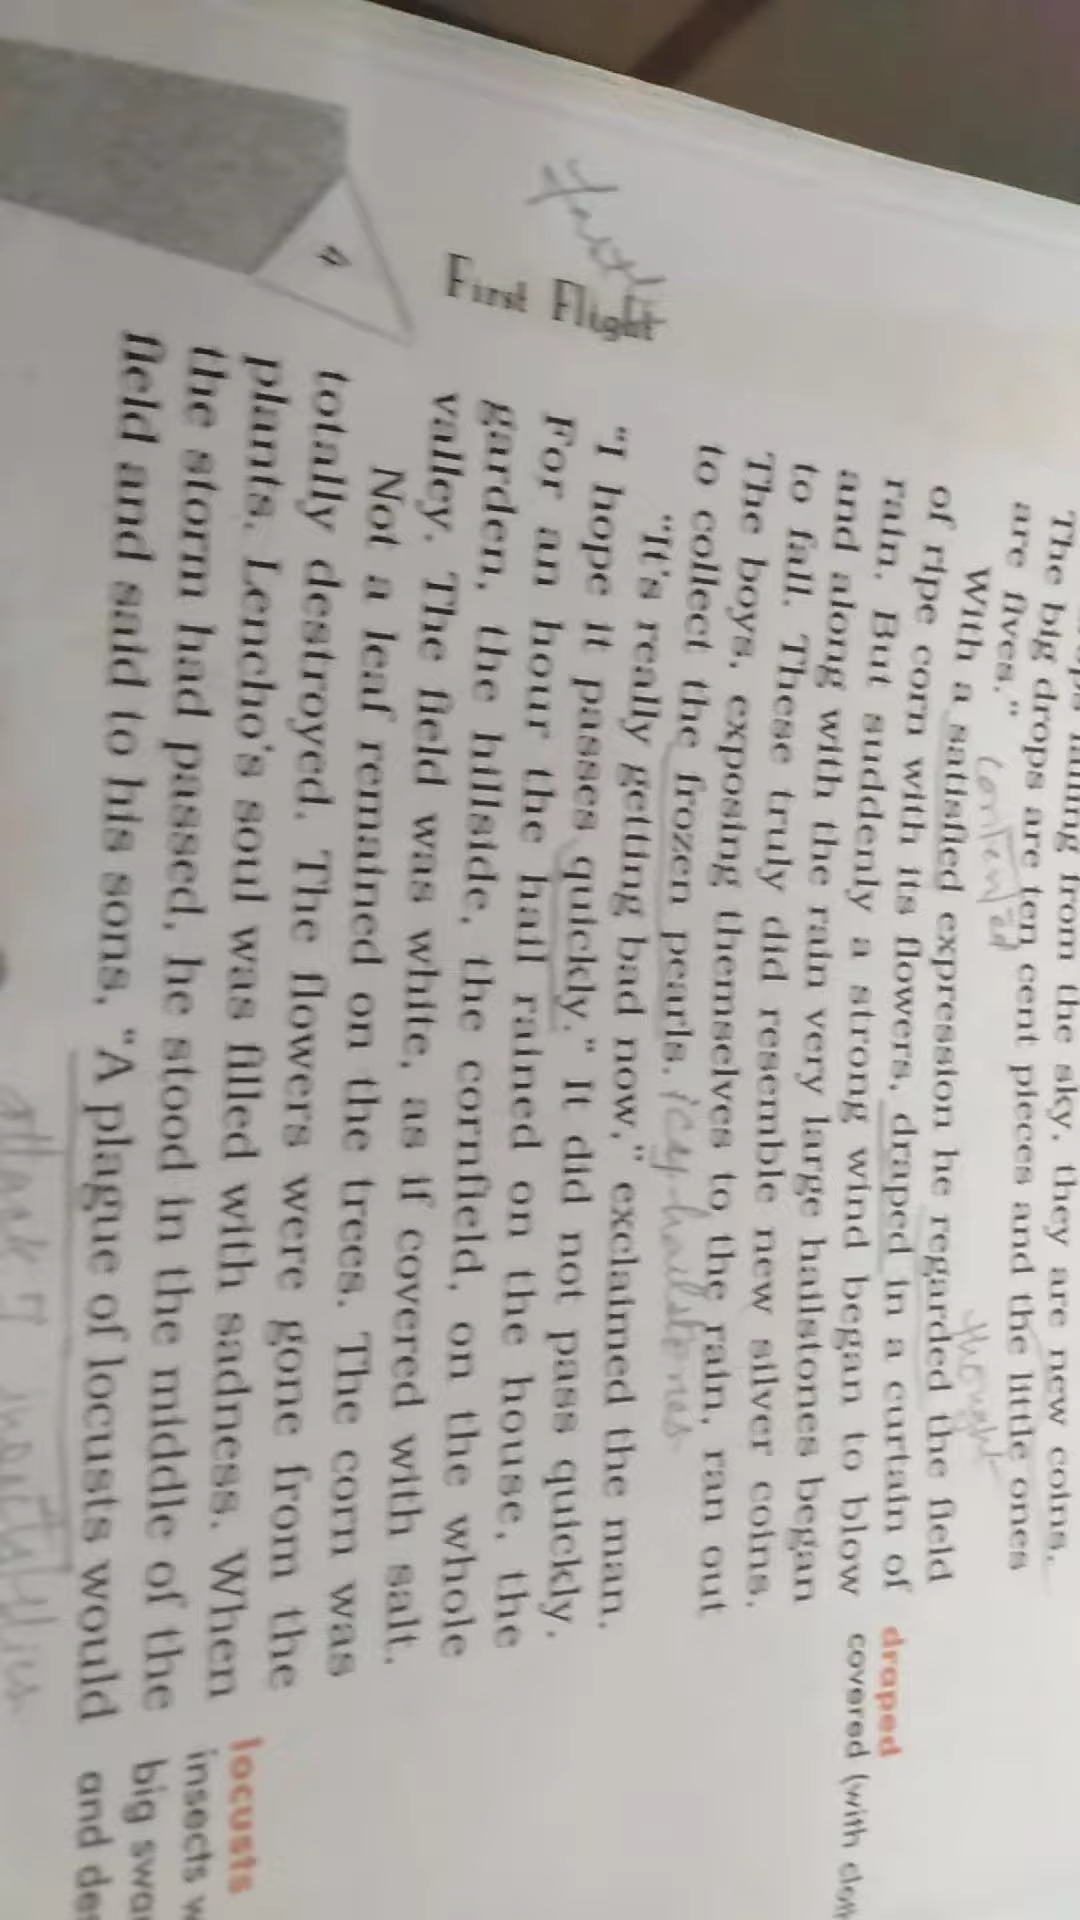 The big drops are ten cent pieces and the little ones
are fives."
contented
thought
With a satisfied expression he regarded the field
of ripe corn with its flowers, draped in a curtain of
rain. But suddenly a strong wind began to blow
and along with the rain very large hailstones began
to fall. These truly did resemble new silver coins.
The boys, exposing themselves to the rain, ran out
to collect the frozen pearls. icy hailstones
"It's really getting bad now," exclaimed the man.
"I hope it passes quickly." It did not pass quickly.
For an hour the hail rained on the house, the
garden, the hillside, the cornfield, on the whole
valley. The field was white, as if covered with salt.
Not a leaf remained on the trees. The corn was
totally destroyed. The flowers were gone from the
plants. Lencho's soul was filled with sadness. When
the storm had passed, he stood in the middle of the
field and said to his sons, "A plague of locusts would
draped
covered (with
locusts
insects
big
and
First Flight
4